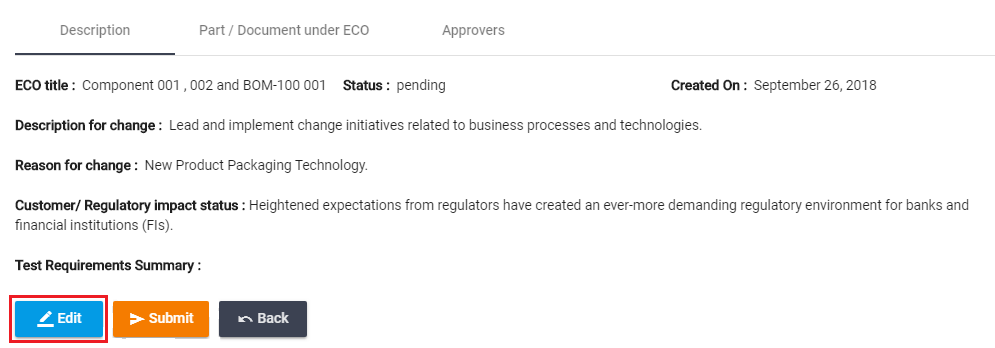 Description Part / Document under ECO Approvers
ECO title : Component 001 , 002 and BOM-100 001 Status : pending Created On : September 26, 2018
Description for change : Lead and implement change initiatives related to business processes and technologies.
Reason for change : New Product Packaging Technology.
Customer/ Regulatory impact status : Heightened expectations from regulators have created an ever-more demanding regulatory environment for banks and
financial institutions (FIs).
Test Requirements Summary :
Edit Submit Back